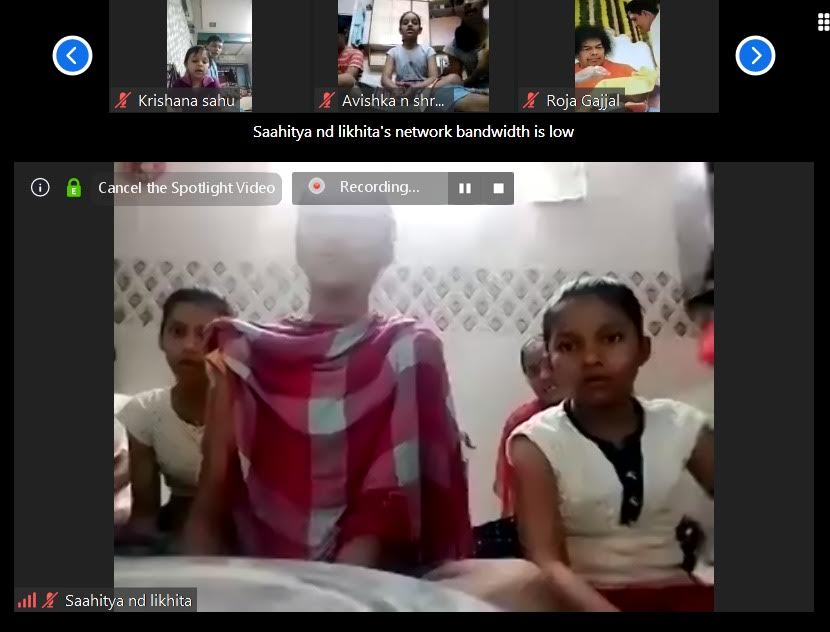 Krishana sahu
Avishka n shr...
Roja Gajjal
Saahitya nd likhita's network bandwidth is low
Cancel the Spotlight Video
Recording...
Saahitya nd likhita